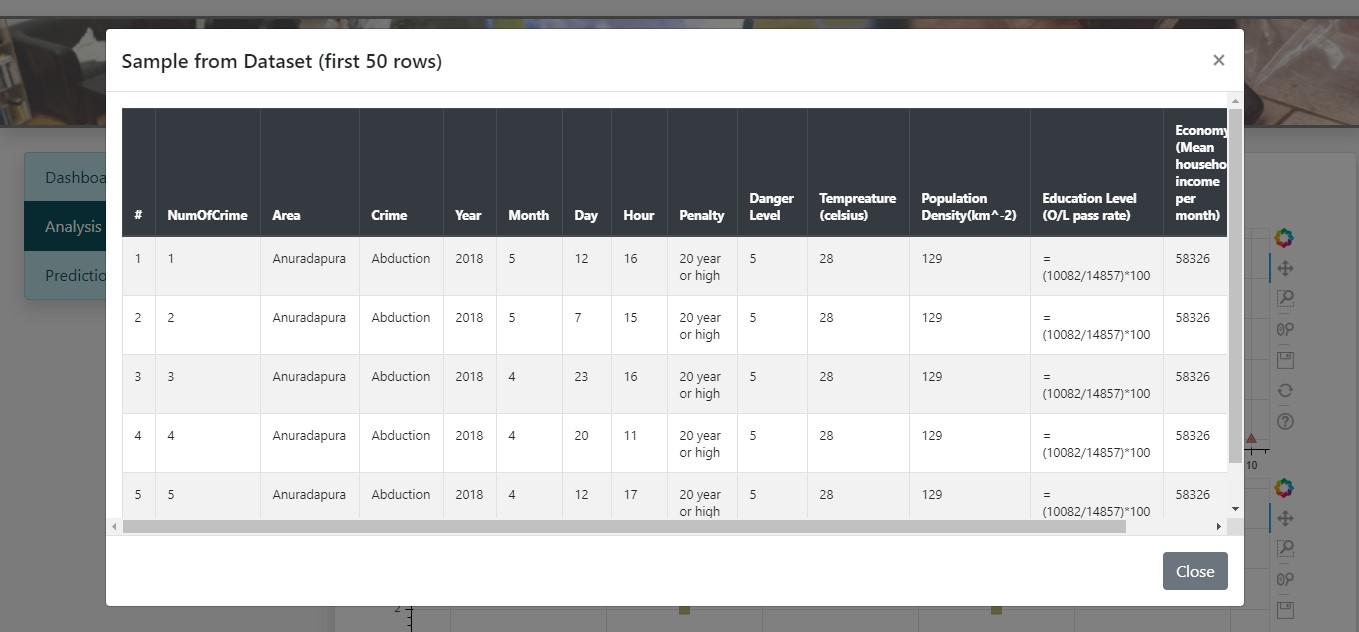 Sample from Dataset (first 50 rows)
×
Dashboa
Analysis
Predictio
# NumOfCrime Area Crime Year Month Day Hour Penalty Danger Level Tempreature (celsius) Population Density(km^-2) Education Level (O/L pass rate) Economy (Mean househo income per month)
1 1 Anuradapura Abduction 2018 5 12 16 20 year or high 5 28 129 = (10082/14857)*100 58326
2 2 Anuradapura Abduction 2018 5 7 15 20 year or high 5 28 129 = (10082/14857)*100 58326
3 3 Anuradapura Abduction 2018 4 23 16 20 year or high 5 28 129 = (10082/14857)*100 58326
4 4 Anuradapura Abduction 2018 4 20 11 20 year or high 5 28 129 = (10082/14857)*100 58326
5 5 Anuradapura Abduction 2018 4 12 17 20 year or high 5 28 129 = (10082/14857)*100 58326
10
Close
2